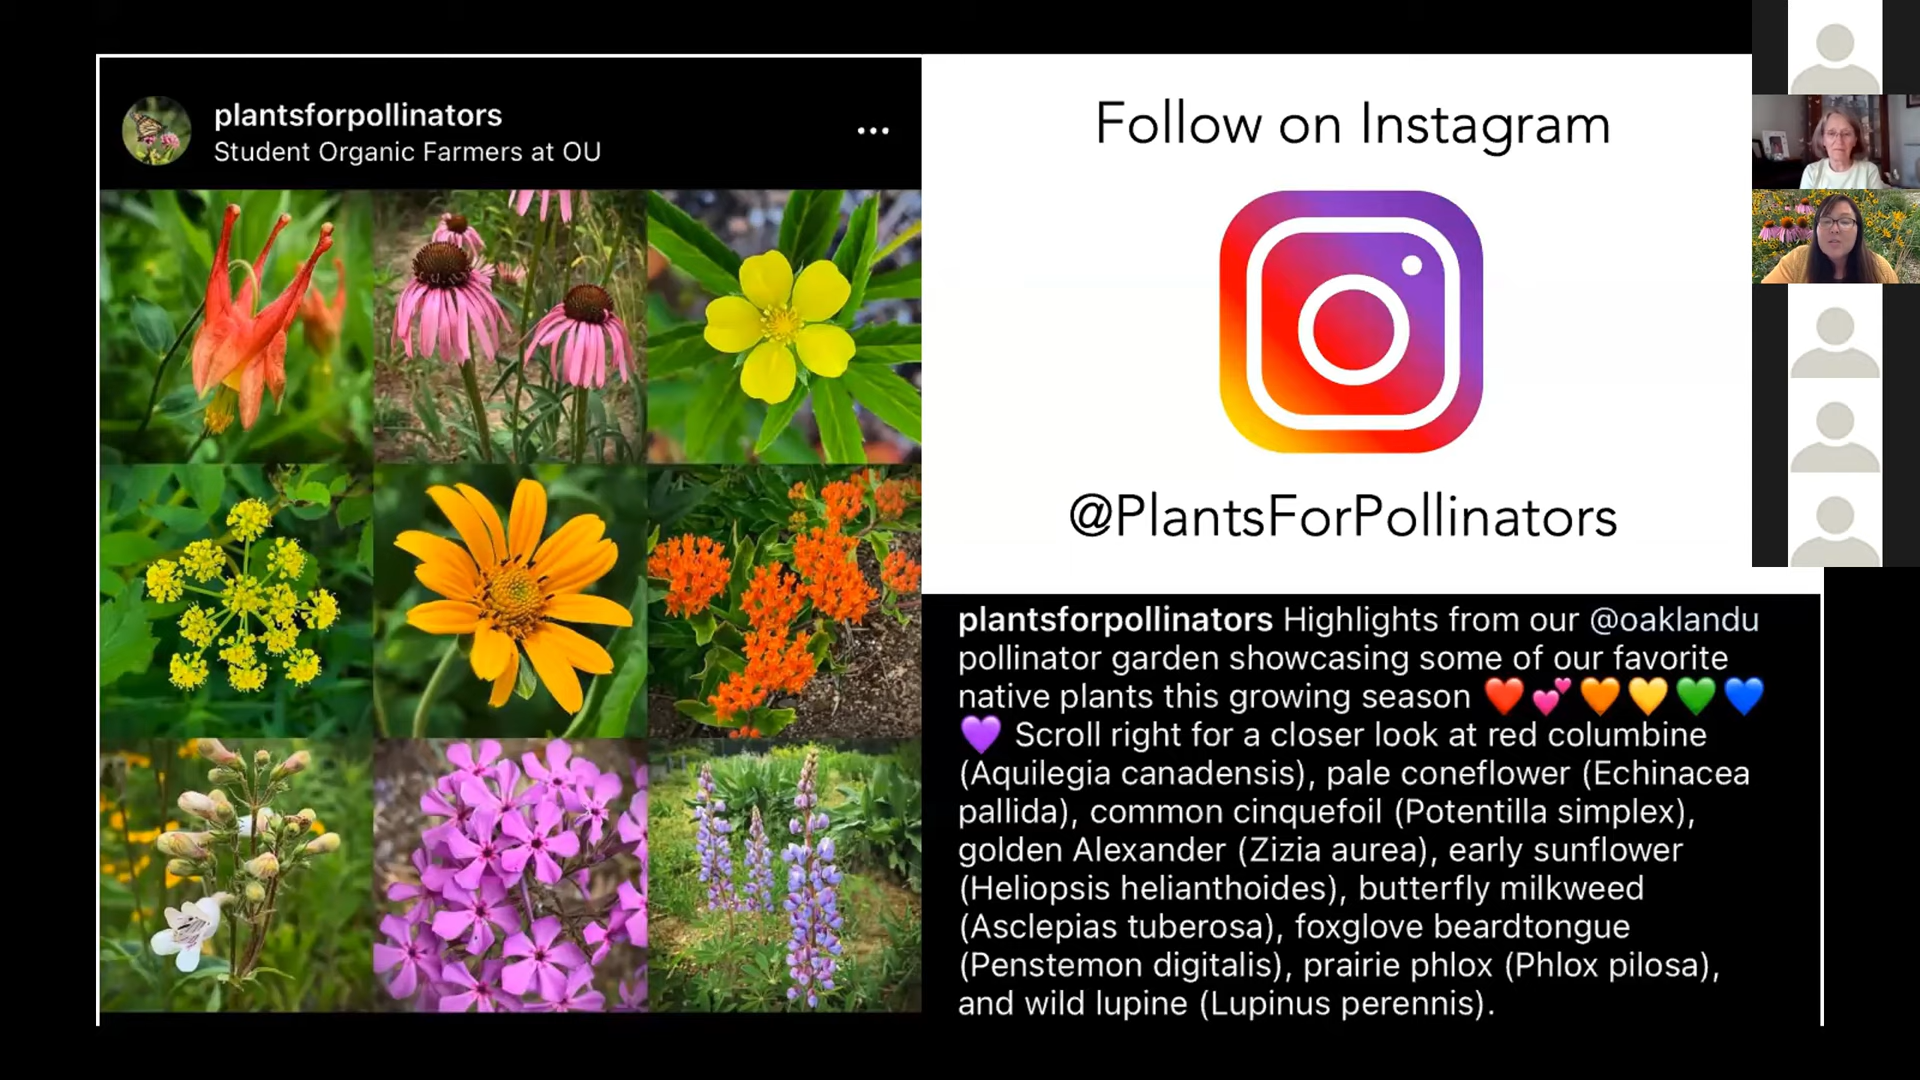 plantsforpollinators
Student Organic Farmers at OU
Follow on Instagram
@PlantsForPollinators
plantsforpollinators Highlights from our @oaklandu
pollinator garden showcasing some of our favorite
native plants this growing season ❤️💕🧡💛💚💙
💜 Scroll right for a closer look at red columbine
(Aquilegia canadensis), pale coneflower (Echinacea
pallida), common cinquefoil (Potentilla simplex),
golden Alexander (Zizia aurea), early sunflower
(Heliopsis helianthoides), butterfly milkweed
(Asclepias tuberosa), foxglove beardtongue
(Penstemon digitalis), prairie phlox (Phlox pilosa),
and wild lupine (Lupinus perennis).